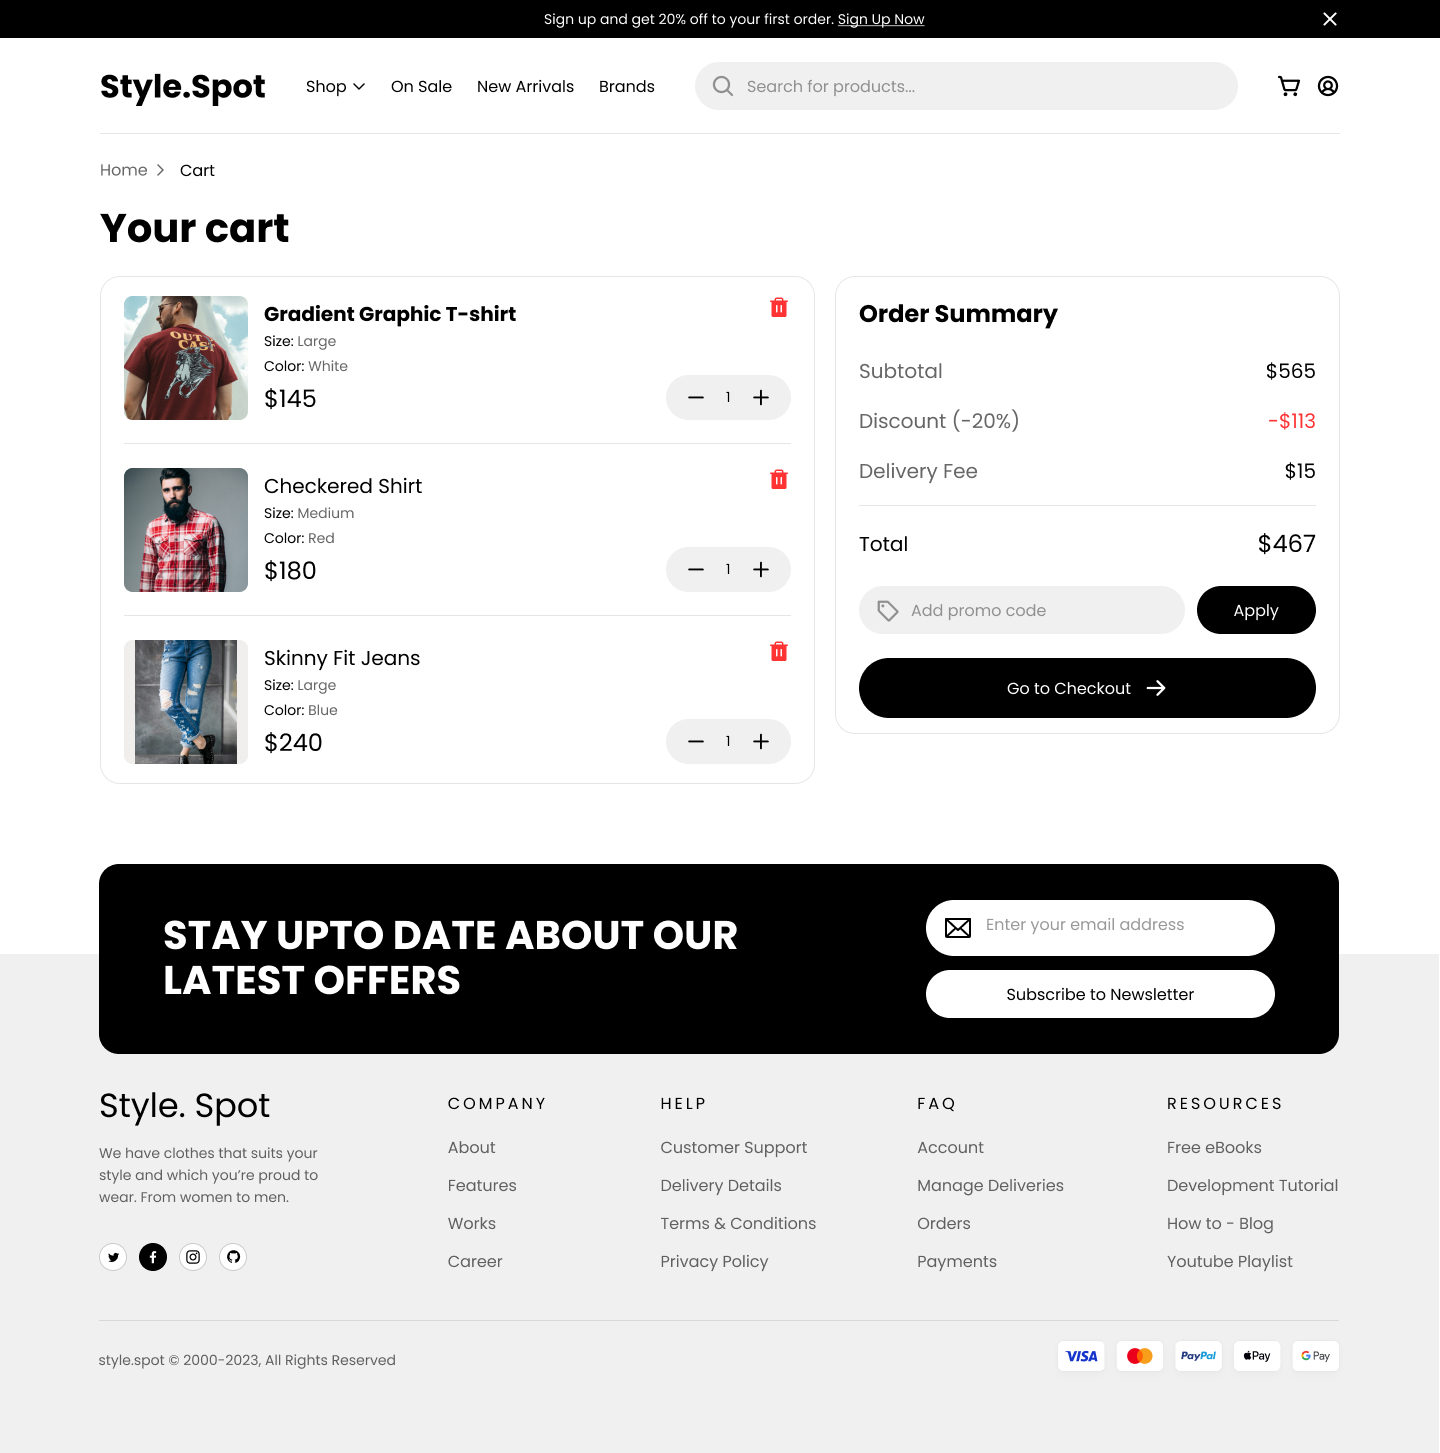 Sign up and get 20% off to your first order. Sign Up Now
Style.Spot
Shop
On Sale
New Arrivals
Brands
Search for products...
Home
Cart
Your cart
OUT
CAST
Gradient Graphic T-shirt
Size: Large
Color: White
$145
1
Checkered Shirt
Size: Medium
Color: Red
$180
1
Skinny Fit Jeans
Size: Large
Color: Blue
$240
1
Order Summary
Subtotal $565
Discount (-20%) -$113
Delivery Fee $15
Total $467
Add promo code
Apply
Go to Checkout
STAY UPTO DATE ABOUT OUR
LATEST OFFERS
Enter your email address
Subscribe to Newsletter
Style. Spot
We have clothes that suits your
style and which you’re proud to
wear. From women to men.
COMPANY
About
Features
Works
Career
HELP
Customer Support
Delivery Details
Terms & Conditions
Privacy Policy
FAQ
Account
Manage Deliveries
Orders
Payments
RESOURCES
Free eBooks
Development Tutorial
How to - Blog
Youtube Playlist
style.spot © 2000-2023, All Rights Reserved
VISA
PayPal
Pay
G Pay